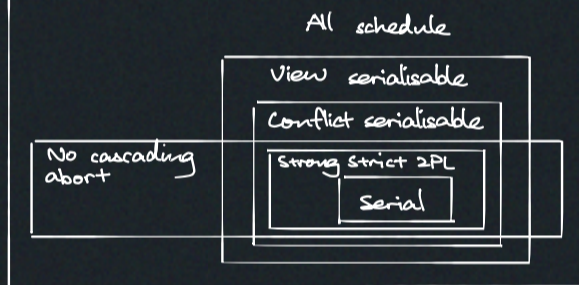 All schedule
View serialisable
Conflict serialisable
No cascading
abort
Strong Strict 2PL
Serial